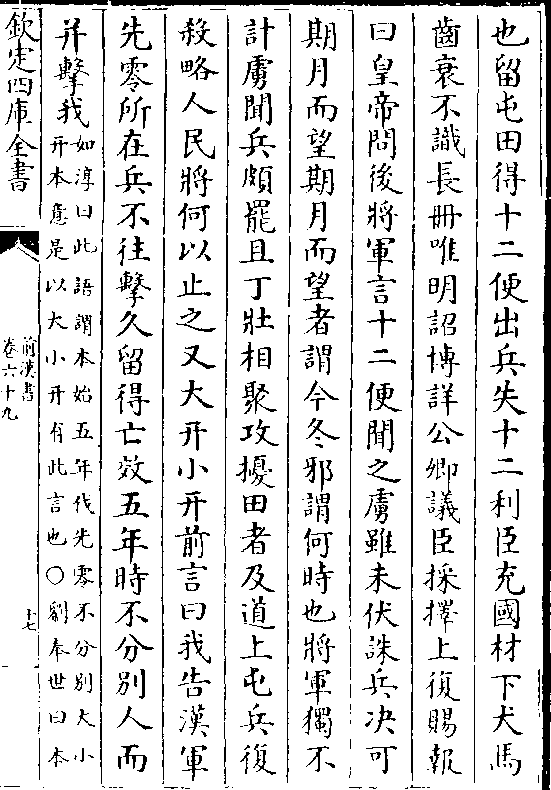 也留屯田得十二便出兵失十二利臣充國材下犬馬
齒衰不識長册唯明詔博詳公卿議臣採擇上復賜報
曰皇帝問後將軍言十二便聞之虜雖未伏誅兵决可
期月而望期月而望者謂今冬邪謂何時也將軍獨不
計虜聞兵頗罷且丁壯相聚攻擾田者及道上屯兵復
殺略人民將何以止之又大幵小幵前言曰我告漢軍
先零所在兵不往擊久留得亡效五年時不分別人而
并擊我如淳曰此語謂本始五年伐先零不分別大小
幵本意是以大小幵有此言也○劉奉世曰本
欽定四庫全書
前漢書
卷六十九
十七